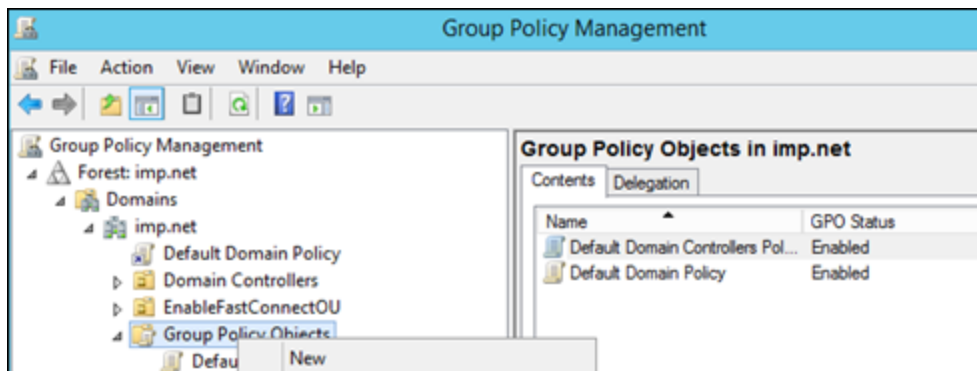 Group Policy Management
File Action View Window Help
Group Policy Management
Forest: imp.net
Domains
imp.net
Default Domain Policy
Domain Controllers
EnableFastConnectOU
Group Policy Objects
Defau
New
Group Policy Objects in imp.net
Contents Delegation
Name GPO Status
Default Domain Controllers Pol... Enabled
Default Domain Policy Enabled